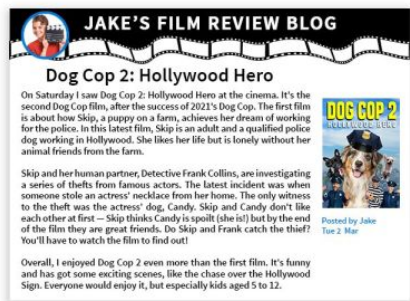 JAKE'S FILM REVIEW BLOG
Dog Cop 2: Hollywood Hero
On Saturday I saw Dog Cop 2: Hollywood Hero at the cinema. It's the
second Dog Cop film, after the success of 2021's Dog Cop. The first film
is about how Skip, a puppy on a farm, achieves her dream of working
for the police. In this latest film, Skip is an adult and a qualified police
dog working in Hollywood. She likes her life but is lonely without her
animal friends from the farm.
Skip and her human partner, Detective Frank Collins, are investigating
a series of thefts from famous actors. The latest incident was when
someone stole an actress' necklace from her home. The only witness
to the theft was the actress' dog, Candy. Skip and Candy don't like
each other at first – Skip thinks Candy is spoilt (she is!) but by the end
of the film they are great friends. Do Skip and Frank catch the thief?
You'll have to watch the film to find out!
Overall, I enjoyed Dog Cop 2 even more than the first film. It's funny
and has got some exciting scenes, like the chase over the Hollywood
Sign. Everyone would enjoy it, but especially kids aged 5 to 12.
DOG COP 2
HOLLYWOOD HERO
Posted by Jake
Tue 2 Mar